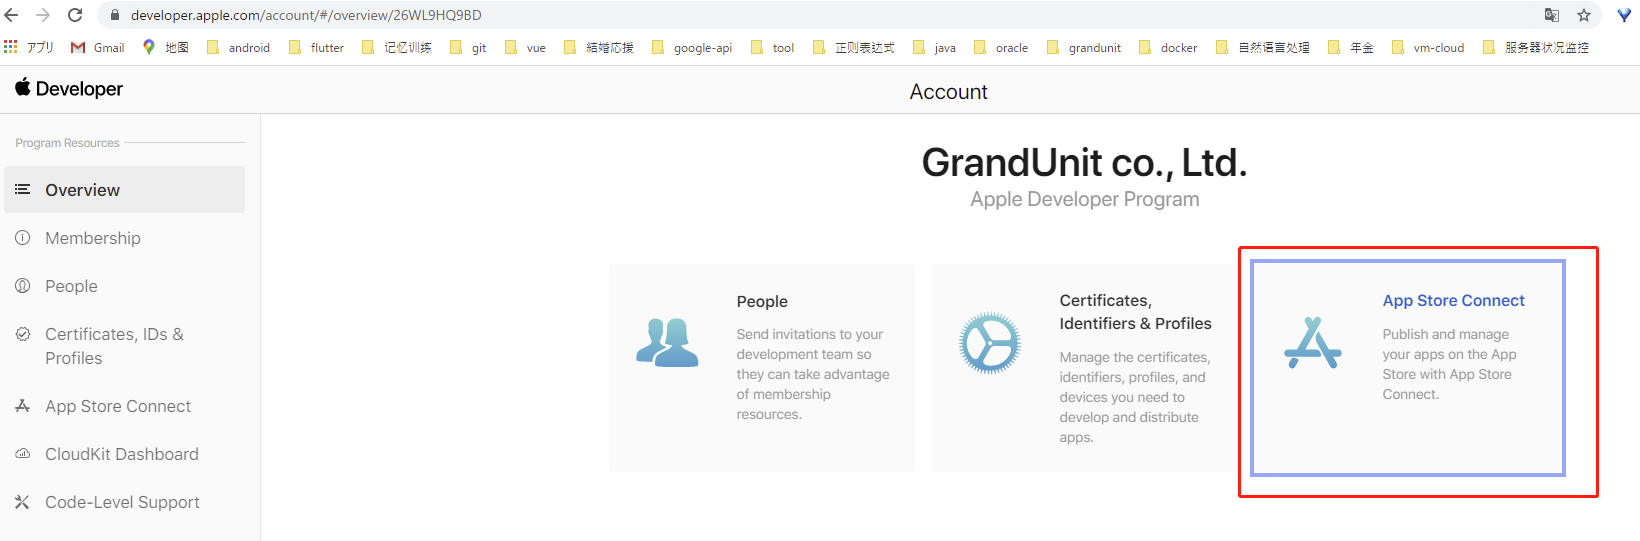 developer.apple.com/account/#/overview/26WL9HQ9BD
アプリ Gmail 地図 android flutter 记忆训练 git vue 結婚応援 google-api tool 正则表达式 java oracle grandunit docker 自然语言处理 年金 vm-cloud 服务器状况监控
Developer
Account
Program Resources
Overview
Membership
People
Certificates, IDs &
Profiles
App Store Connect
CloudKit Dashboard
Code-Level Support
GrandUnit co., Ltd.
Apple Developer Program
People
Send invitations to your
development team so
they can take advantage
of membership
resources.
Certificates,
Identifiers & Profiles
Manage the certificates,
identifiers, profiles, and
devices you need to
develop and distribute
apps.
App Store Connect
Publish and manage
your apps on the App
Store with App Store
Connect.